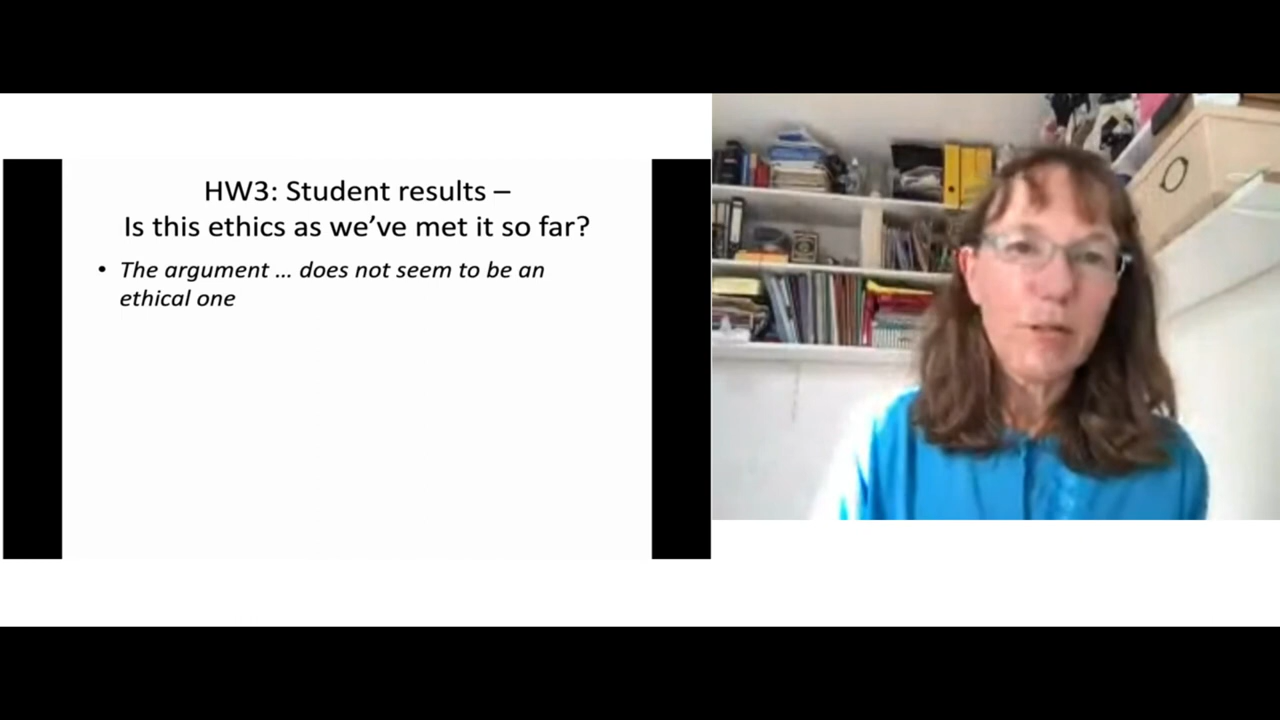 HW3: Student results –
Is this ethics as we’ve met it so far?
• The argument ... does not seem to be an
ethical one